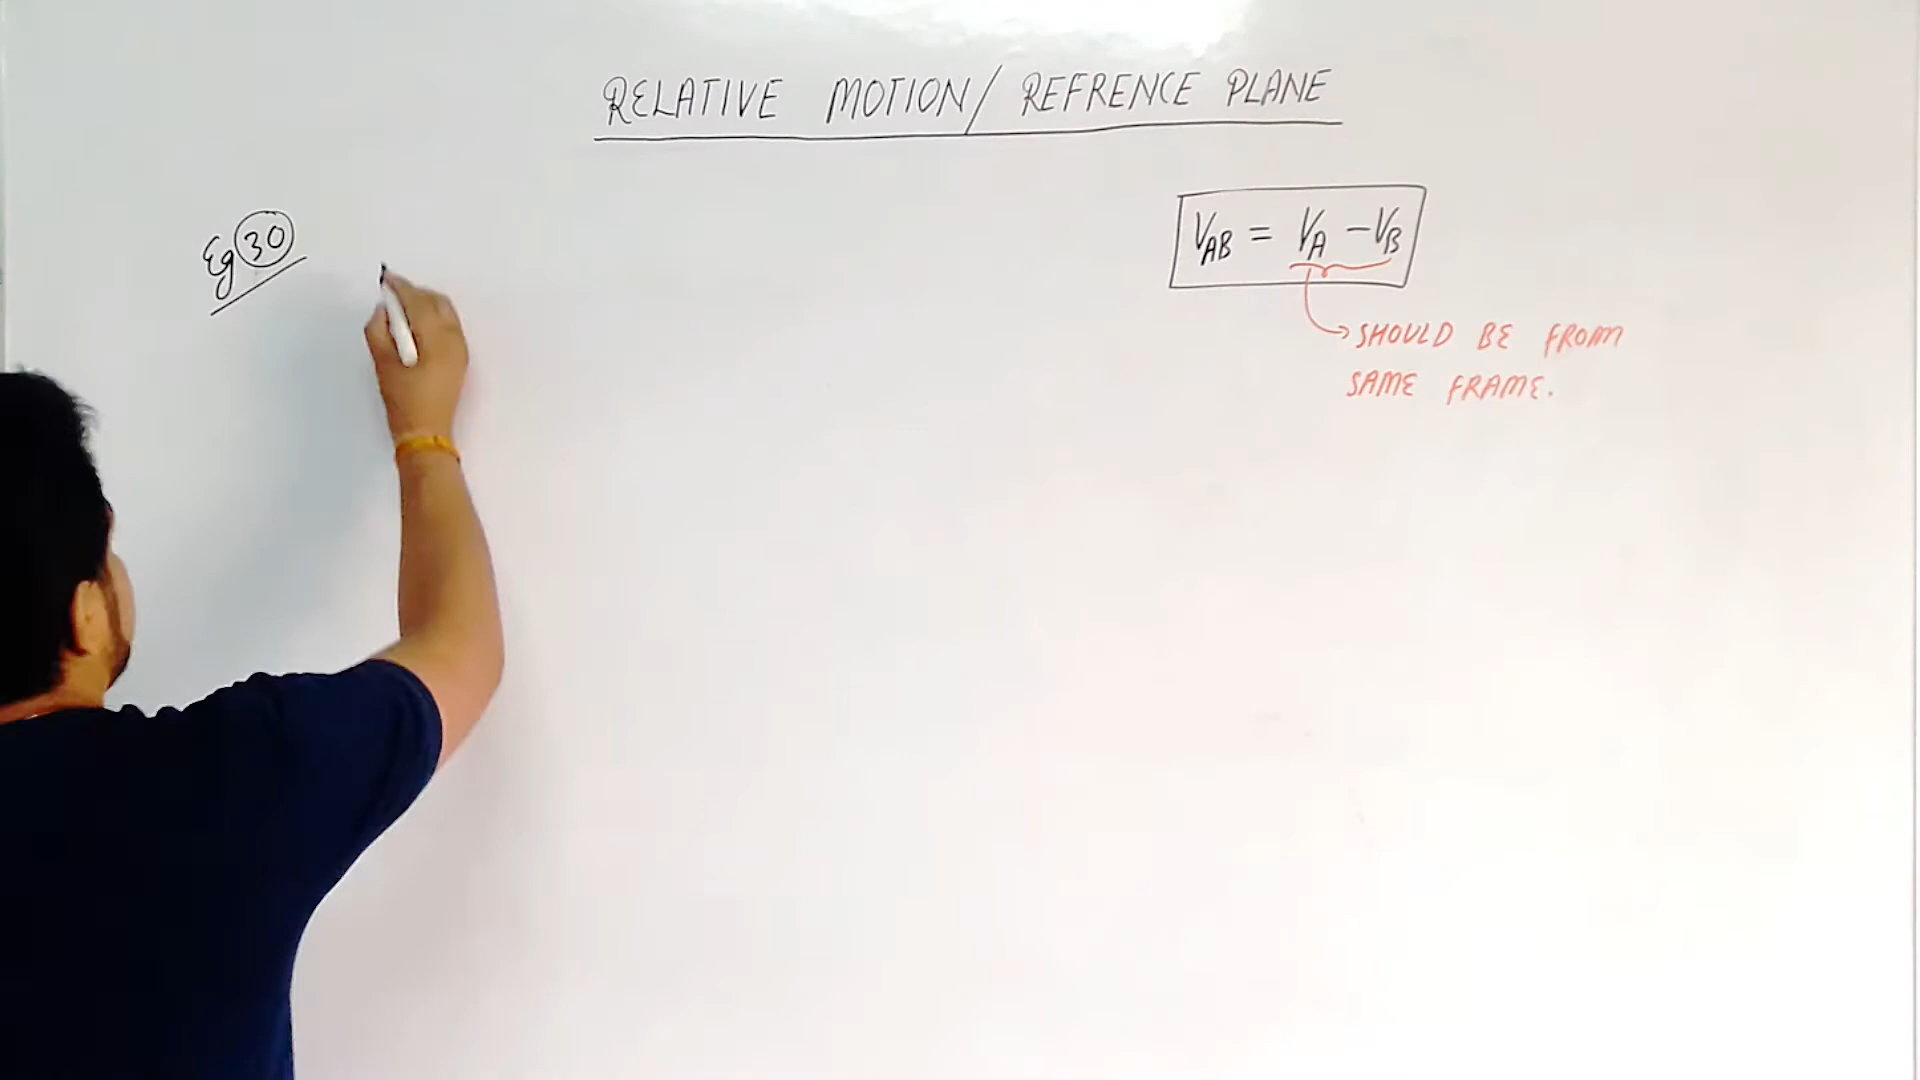 RELATIVE MOTION/ REFRENCE PLANE
Eg 30
V_AB = V_A - V_B
SHOULD BE FROM
SAME FRAME.